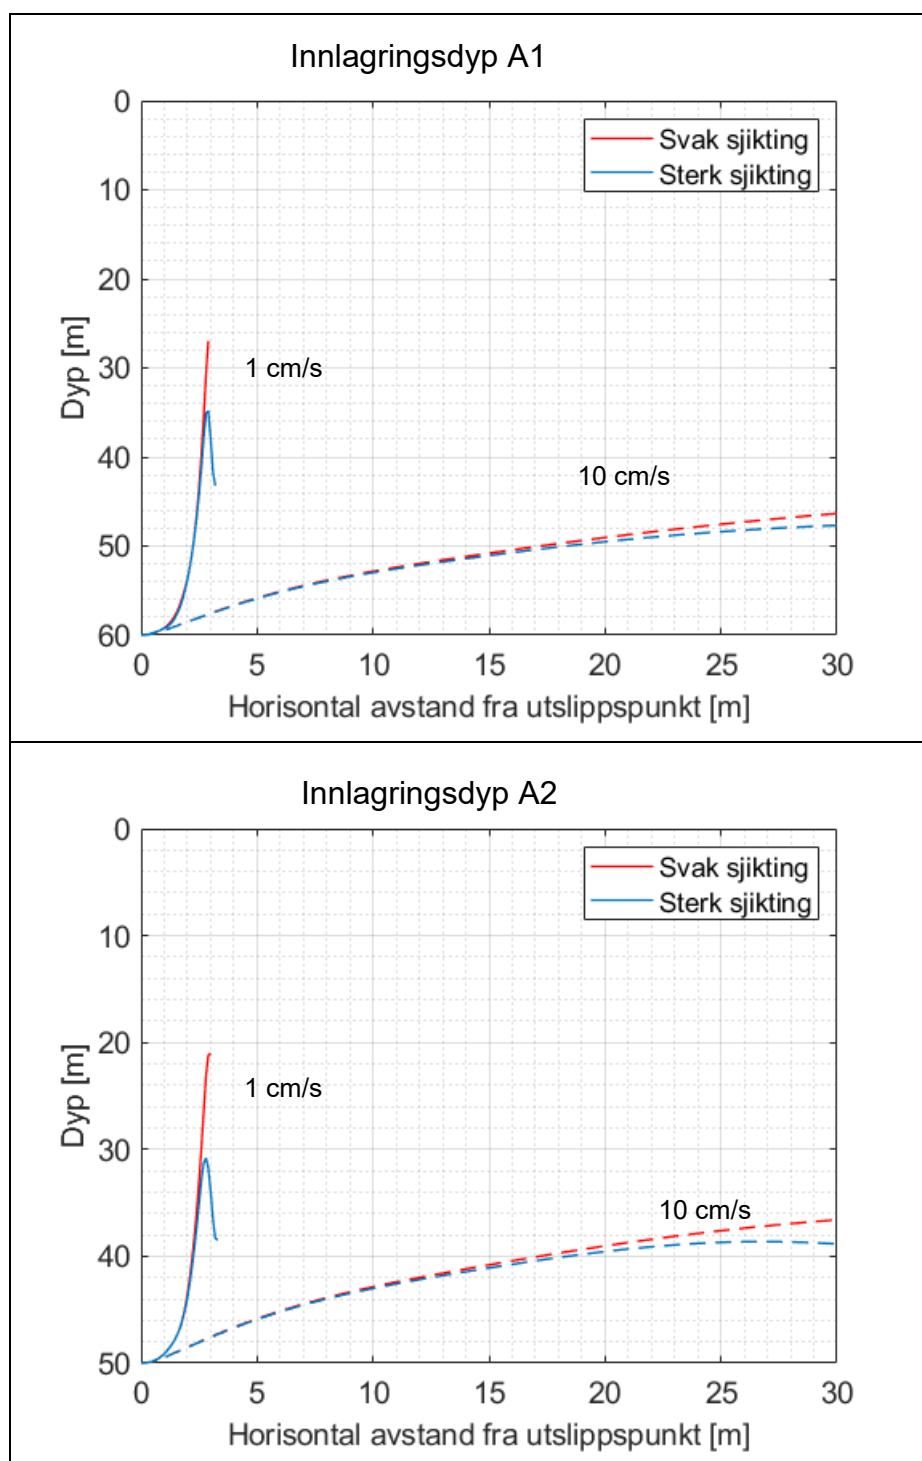 Innlagringsdyp A1
0
Svak sjikting
Sterk sjikting
10
20
Dyp [m]
30
1 cm/s
40
10 cm/s
50
60
0 5 10 15 20 25 30
Horisontal avstand fra utslippspunkt [m]
Innlagringsdyp A2
0
Svak sjikting
Sterk sjikting
10
20
Dyp [m]
1 cm/s
30
10 cm/s
40
50
0 5 10 15 20 25 30
Horisontal avstand fra utslippspunkt [m]